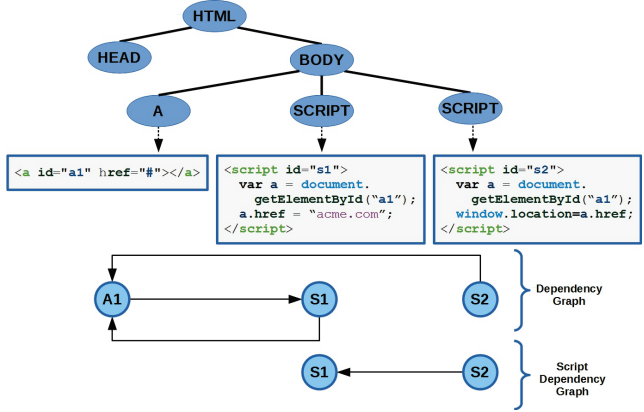 HTML
HEAD
BODY
A
SCRIPT
SCRIPT
<a id="a1" href="#"></a>
<script id="s1">
var a = document.
getElementById(“a1”);
a.href = “acme.com”;
</script>
<script id="s2">
var a = document.
getElementById(“a1”);
window.location=a.href;
</script>
A1
S1
S2
Dependency
Graph
S1
S2
Script
Dependency
Graph